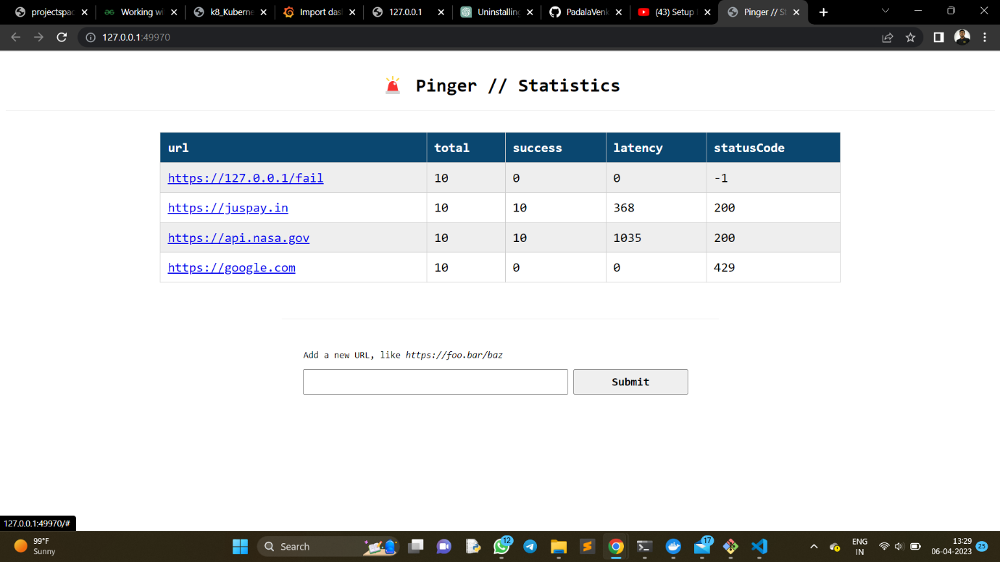 projectspac
Working wi
k8_Kuberne
Import das
127.0.0.1
Uninstalling
PadalaVenk
(43) Setup
Pinger // St
127.0.0.1:49970
Pinger // Statistics
url total success latency statusCode
https://127.0.0.1/fail 10 0 0 -1
https://juspay.in 10 10 368 200
https://api.nasa.gov 10 10 1035 200
https://google.com 10 0 0 429
Add a new URL, like https://foo.bar/baz
Submit
127.0.0.1:49970/#
99°F
Sunny
Search
12
17
ENG
IN
13:29
06-04-2023
25